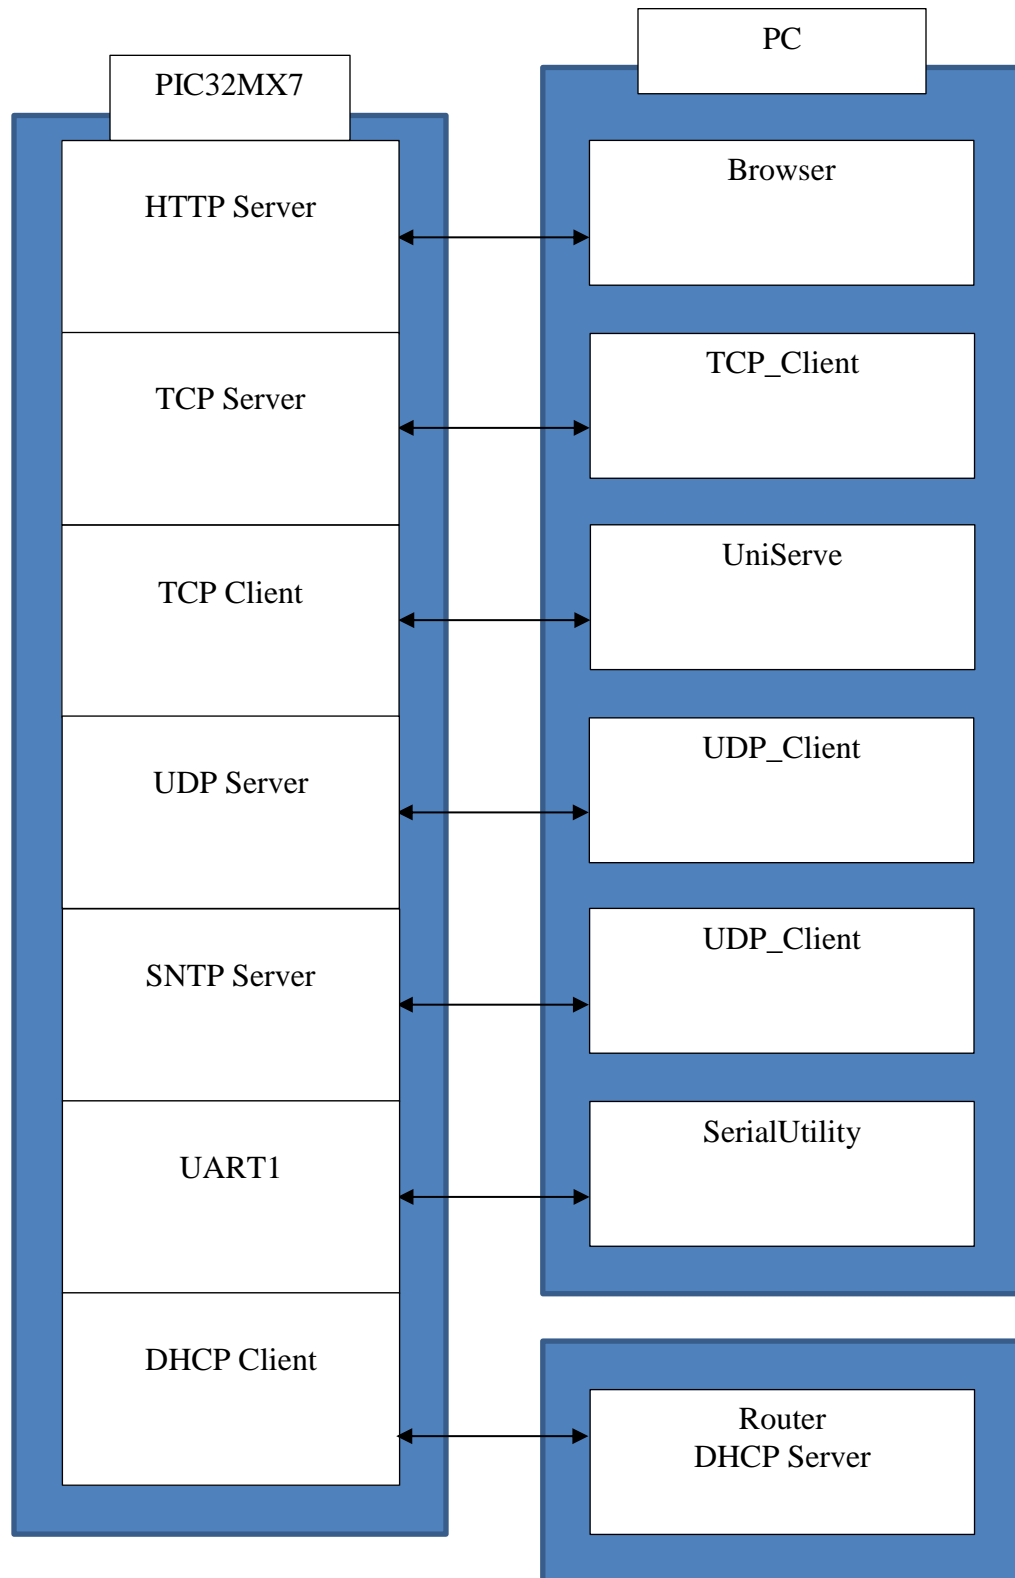 PIC32MX7
PC
HTTP Server
Browser
TCP Server
TCP_Client
TCP Client
UniServe
UDP Server
UDP_Client
SNTP Server
UDP_Client
UART1
SerialUtility
DHCP Client
Router
DHCP Server